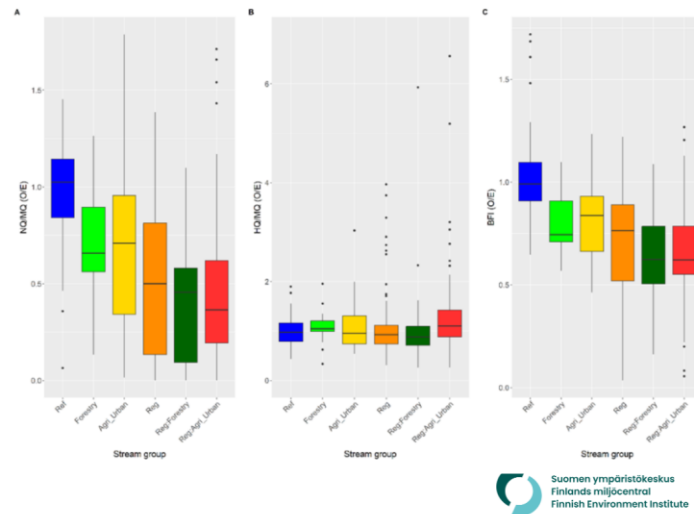 A
B
C
NQ/MQ (O/E)
1.5
1.0
0.5
0.0
Ref
Forestry
Agri_Urban
Reg
Reg:Forestry
Reg:Agri_Urban
Stream group
HQ/MQ (O/E)
6
4
2
0
Ref
Forestry
Agri_Urban
Reg
Reg:Forestry
Reg:Agri_Urban
Stream group
BFI (O/E)
1.5
1.0
0.5
0.0
Ref
Forestry
Agri_Urban
Reg
Reg:Forestry
Reg:Agri_Urban
Stream group
Suomen ympäristökeskus
Finlands miljöcentral
Finnish Environment Institute